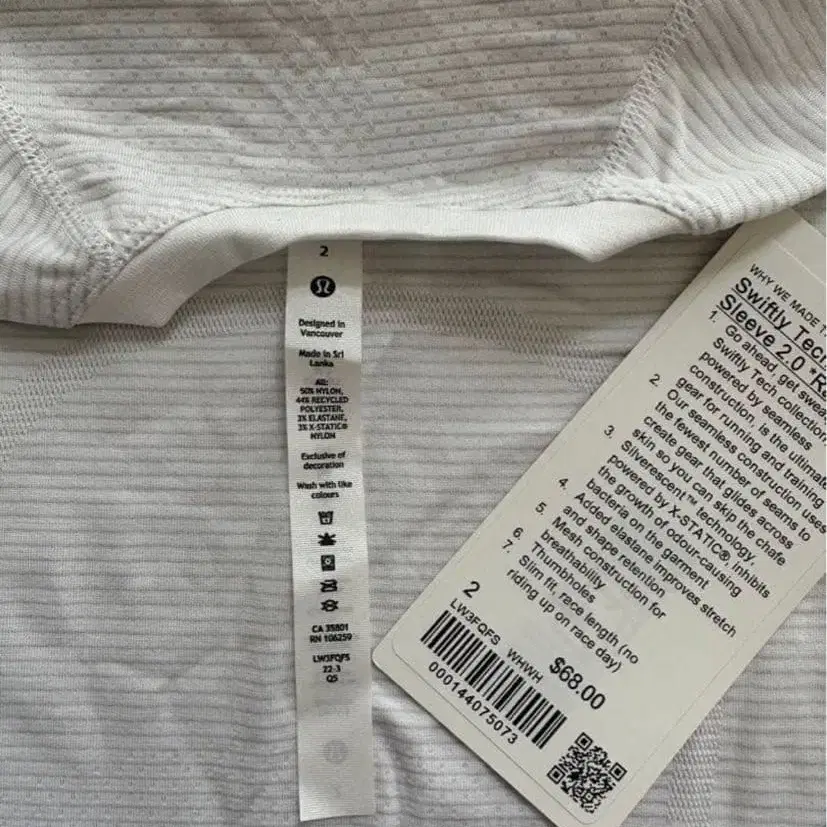 2
Designed in
Vancouver
Made in Sri
Lanka
All:
50% NYLON,
44% RECYCLED
POLYESTER,
3% ELASTANE,
3% X-STATIC®
NYLON
Exclusive of
decoration
Wash with like
colours
CA 35801
RN 106259
LW3FQFS
22-3
Q5
WHY WE MADE
Swiftly Tech
Sleeve 2.0
1. Go ahead, get
Swiftly Tech collection,
powered by seamless
construction, is the ultimate
gear for running and training
2. Our seamless construction uses
the fewest number of seams to
create gear that glides across
skin so you can skip the chafe
3. Silverescent™ technology,
powered by X-STATIC®, inhibits
the growth of odour-causing
bacteria on the garment
4. Added elastane improves stretch
and shape retention
5. Mesh construction for
breathability
6. Thumbholes
7. Slim fit, race length (no
riding up on race day)
2
LW3FQFS WHWH $68.00
000144075073